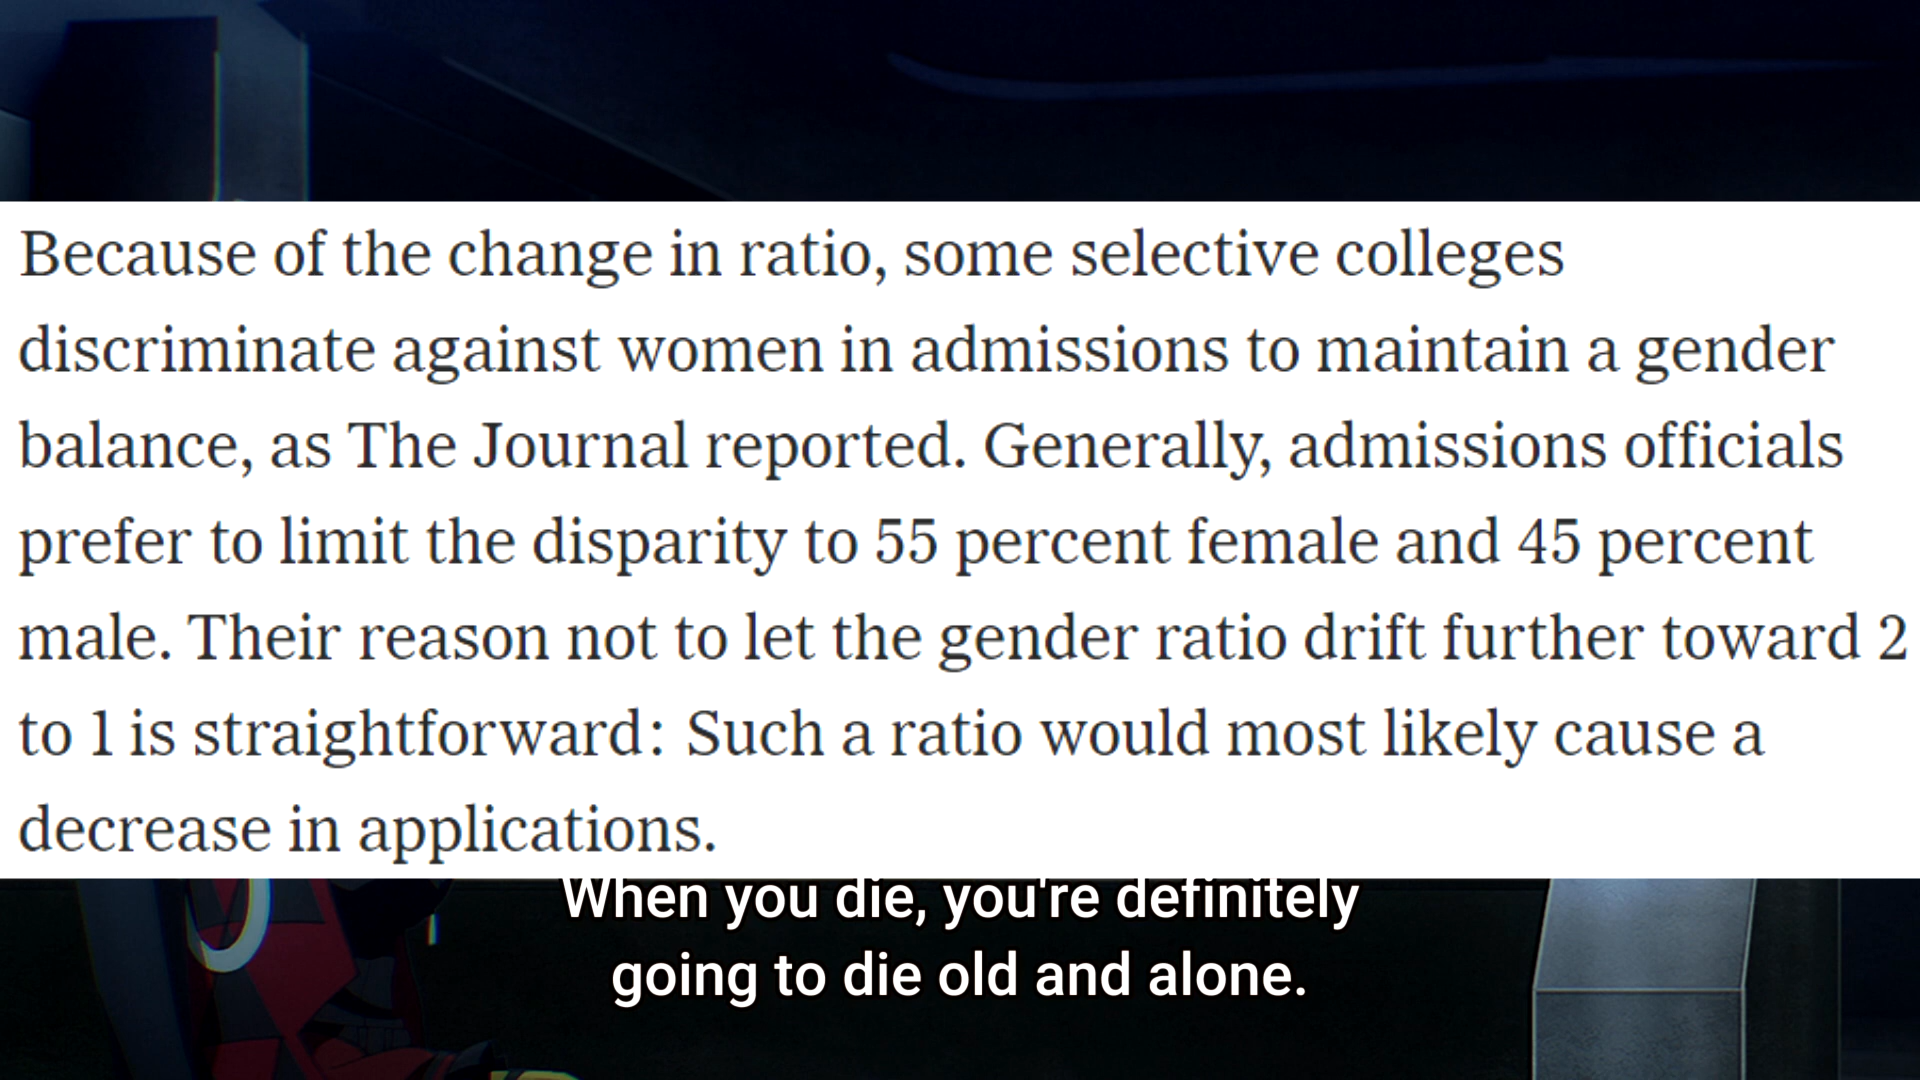 Because of the change in ratio, some selective colleges
discriminate against women in admissions to maintain a gender
balance, as The Journal reported. Generally, admissions officials
prefer to limit the disparity to 55 percent female and 45 percent
male. Their reason not to let the gender ratio drift further toward 2
to 1 is straightforward: Such a ratio would most likely cause a
decrease in applications.
When you die, you're definitely
going to die old and alone.